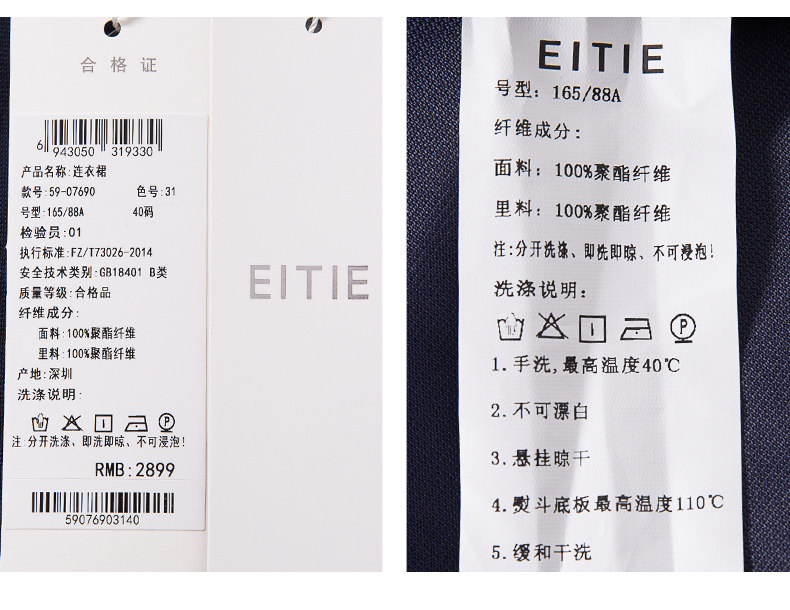 合格证
6 943050 319330
产品名称:连衣裙
款号:59-07690 色号:31
号型:165/88A 40码
检验员:01
执行标准:FZ/T73026-2014
安全技术类别:GB18401 B类
质量等级:合格品
纤维成分:
面料:100%聚酯纤维
里料:100%聚酯纤维
产地:深圳
洗涤说明:
P
注:分开洗涤、即洗即晾、不可浸泡!
RMB:2899
59076903140
EITIE
EITIE
号型: 165/88A
纤维成分:
面料: 100%聚酯纤维
里料: 100%聚酯纤维
注:分开洗涤、即洗即晾、不可浸泡!
洗涤说明:
P
1.手洗,最高温度40℃
2.不可漂白
3.悬挂晾干
4.熨斗底板最高温度110℃
5.缓和干洗